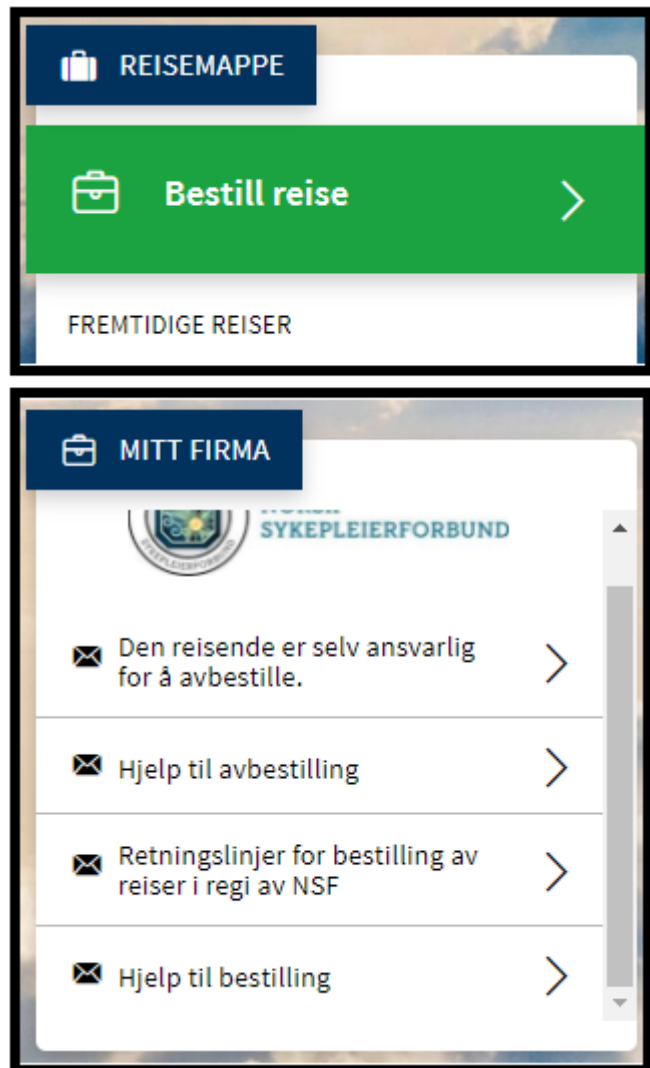 REISEMAPPE
Bestill reise
FREMTIDIGE REISER
MITT FIRMA
SYKEPLEIERFORBUND
Den reisende er selv ansvarlig
for å avbestille.
Hjelp til avbestilling
Retningslinjer for bestilling av
reiser i regi av NSF
Hjelp til bestilling